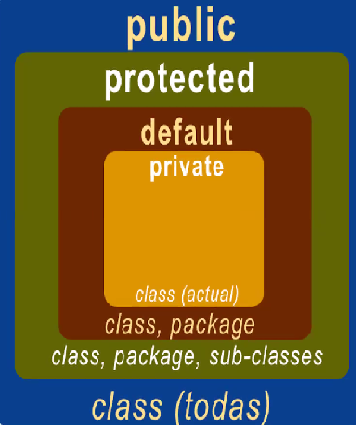 public
protected
default
private
class (actual)
class, package
class, package, sub-classes
class (todas)